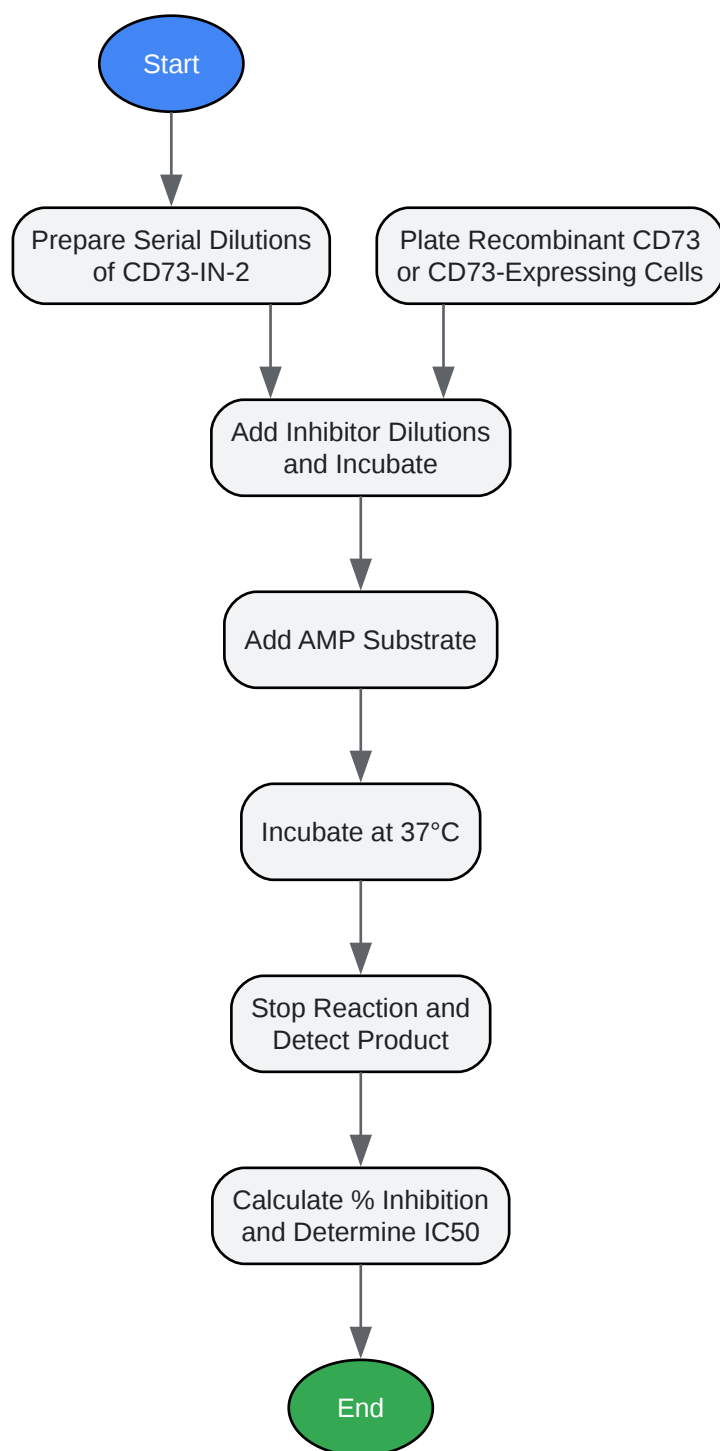 Start
Prepare Serial Dilutions
of CD73-IN-2
Plate Recombinant CD73
or CD73-Expressing Cells
Add Inhibitor Dilutions
and Incubate
Add AMP Substrate
Incubate at 37°C
Stop Reaction and
Detect Product
Calculate % Inhibition
and Determine IC50
End